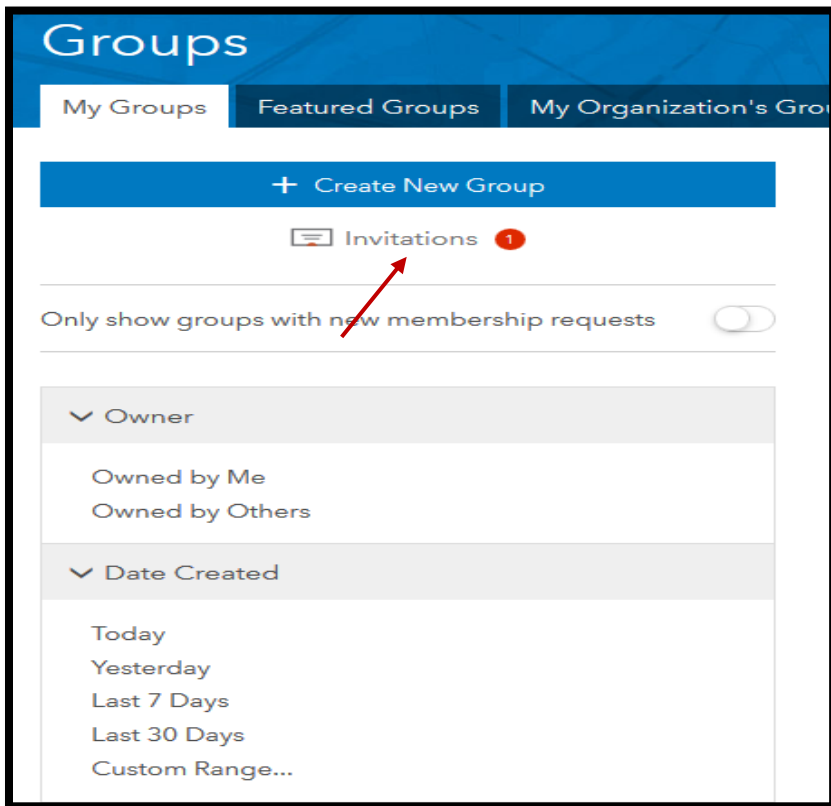 Groups
My Groups Featured Groups My Organization's Grou
+ Create New Group
Invitations 1
Only show groups with new membership requests
Owner
Owned by Me
Owned by Others
Date Created
Today
Yesterday
Last 7 Days
Last 30 Days
Custom Range...